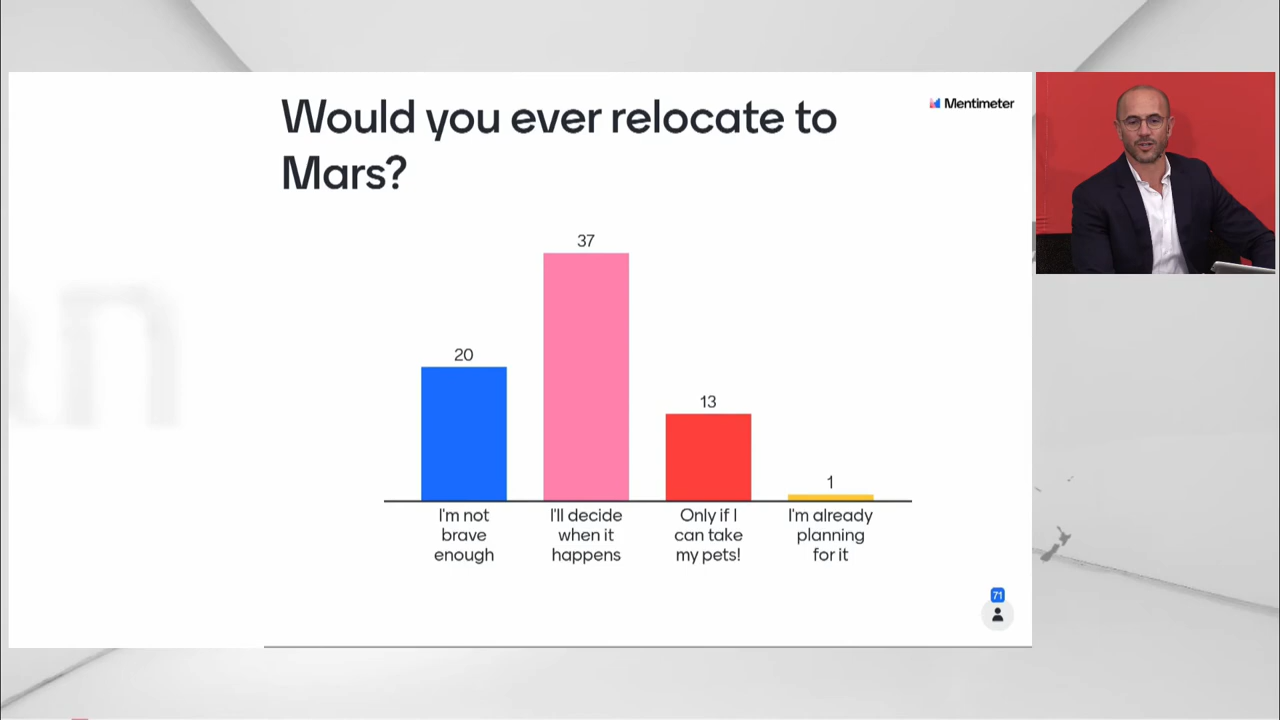 Would you ever relocate to
Mars?
Mentimeter
37
20
13
1
I'm not
brave
enough
I'll decide
when it
happens
Only if I
can take
my pets!
I'm already
planning
for it
71